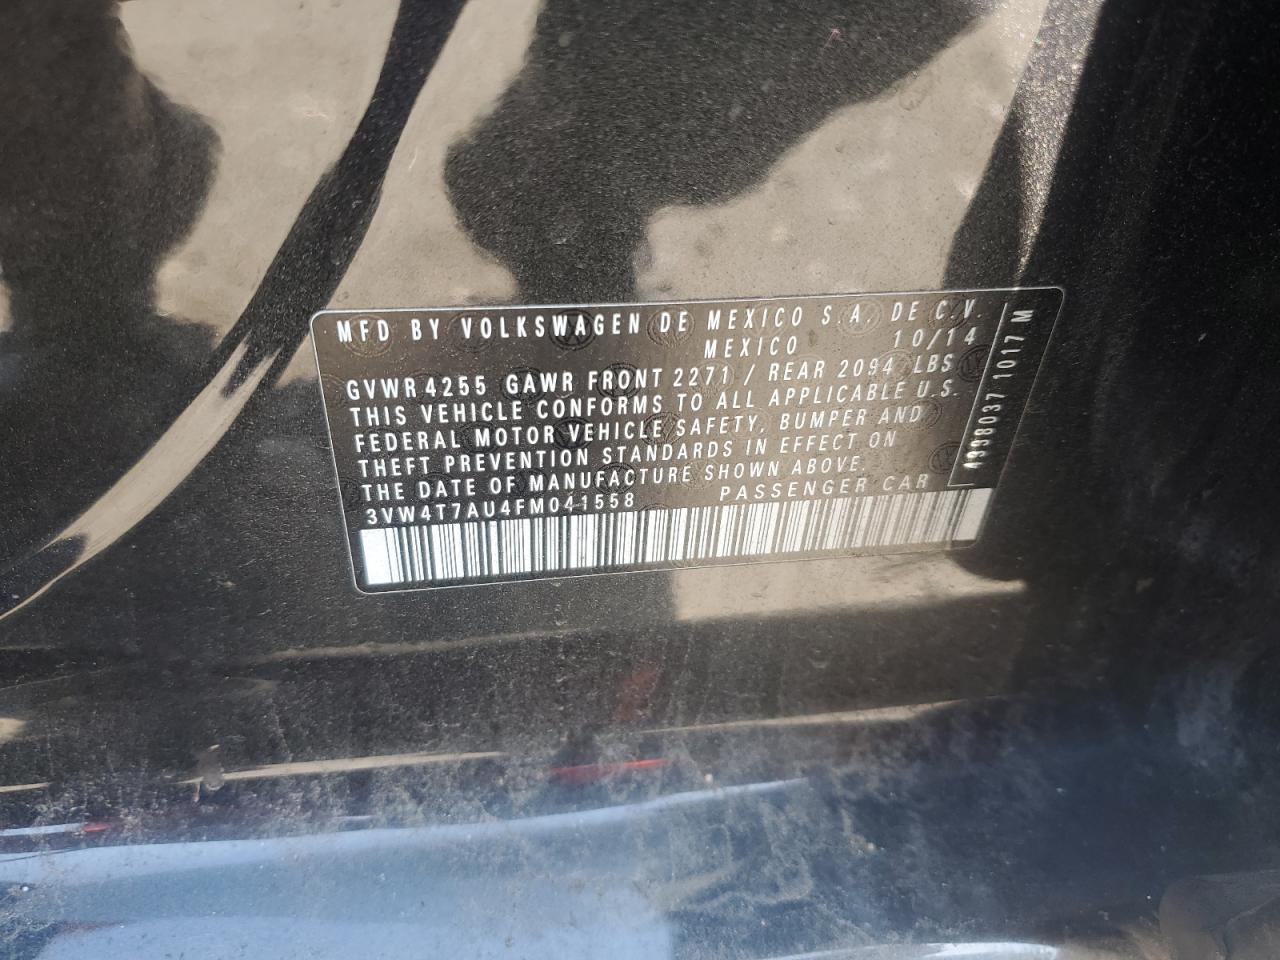 MFD BY VOLKSWAGEN DE MEXICO S.A. DE C.V.
MEXICO 10/14
GVWR 4255 GAWR FRONT 2271 / REAR 2094 LBS
THIS VEHICLE CONFORMS TO ALL APPLICABLE U.S.
FEDERAL MOTOR VEHICLE SAFETY, BUMPER AND
THEFT PREVENTION STANDARDS IN EFFECT ON
THE DATE OF MANUFACTURE SHOWN ABOVE.
3VW4T7AU4FM041558 PASSENGER CAR
4398037 1017 M